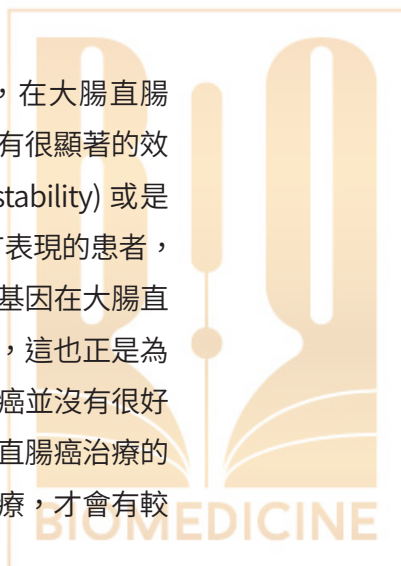 ，在大腸直腸
有很顯著的效
stability) 或是
表現的患者，
基因在大腸直
，這也正是為
癌並沒有很好
直腸癌治療的
療，才會有較
BIOMEDICINE